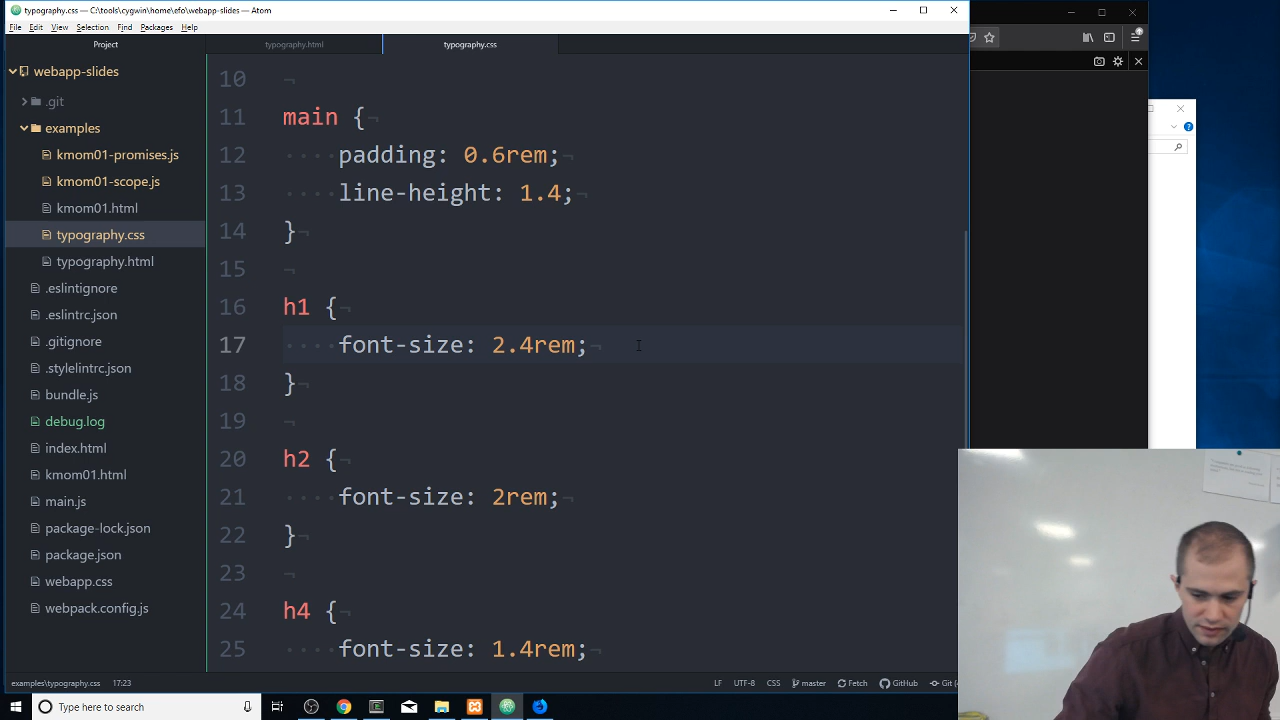 typography.css — C:\tools\cygwin\home\efo\webapp-slides — Atom
File Edit View Selection Find Packages Help
Project
typography.html
typography.css
webapp-slides
.git
examples
kmom01-promises.js
kmom01-scope.js
kmom01.html
typography.css
typography.html
.eslintignore
.eslintrc.json
.gitignore
.stylelintrc.json
bundle.js
debug.log
index.html
kmom01.html
main.js
package-lock.json
package.json
webapp.css
webpack.config.js
10 ¬
11 main {¬
12 ····padding: 0.6rem;¬
13 ····line-height: 1.4;¬
14 }¬
15 ¬
16 h1 {¬
17 ····font-size: 2.4rem;¬
18 }¬
19 ¬
20 h2 {¬
21 ····font-size: 2rem;¬
22 }¬
23 ¬
24 h4 {¬
25 ····font-size: 1.4rem;¬
examples\typography.css 17:23 LF UTF-8 CSS master Fetch GitHub Git (
Type here to search